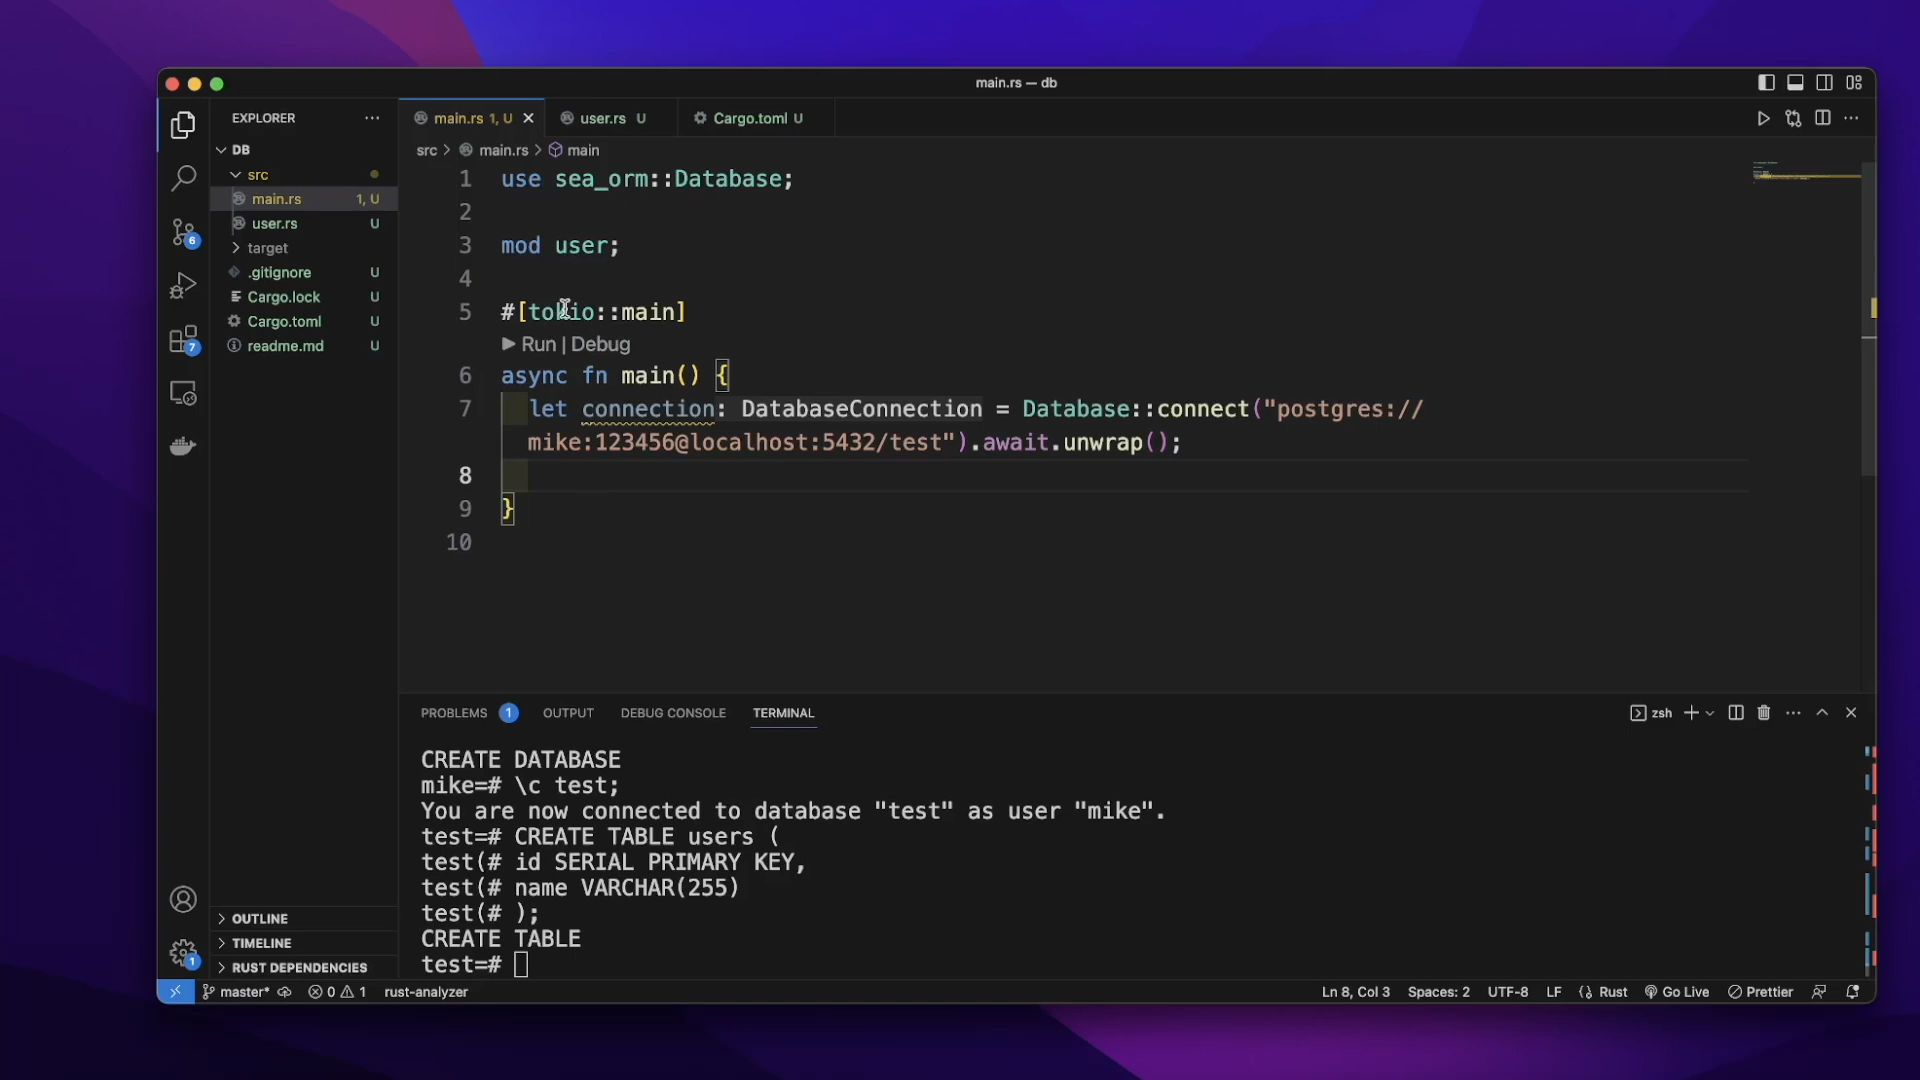 main.rs — db
EXPLORER
DB
src
main.rs 1, U
user.rs U
target
.gitignore U
Cargo.lock U
Cargo.toml U
readme.md U
OUTLINE
TIMELINE
RUST DEPENDENCIES
6
7
1
main.rs 1, U
user.rs U
Cargo.toml U
src > main.rs > main
1 use sea_orm::Database;
2
3 mod user;
4
5 #[tokio::main]
Run | Debug
6 async fn main() {
7 let connection: DatabaseConnection = Database::connect("postgres://
mike:123456@localhost:5432/test").await.unwrap();
8
9 }
10
PROBLEMS 1 OUTPUT DEBUG CONSOLE TERMINAL
zsh
CREATE DATABASE
mike=# \c test;
You are now connected to database "test" as user "mike".
test=# CREATE TABLE users (
test(# id SERIAL PRIMARY KEY,
test(# name VARCHAR(255)
test(# );
CREATE TABLE
test=#
master* 0 1 rust-analyzer
Ln 8, Col 3 Spaces: 2 UTF-8 LF Rust Go Live Prettier